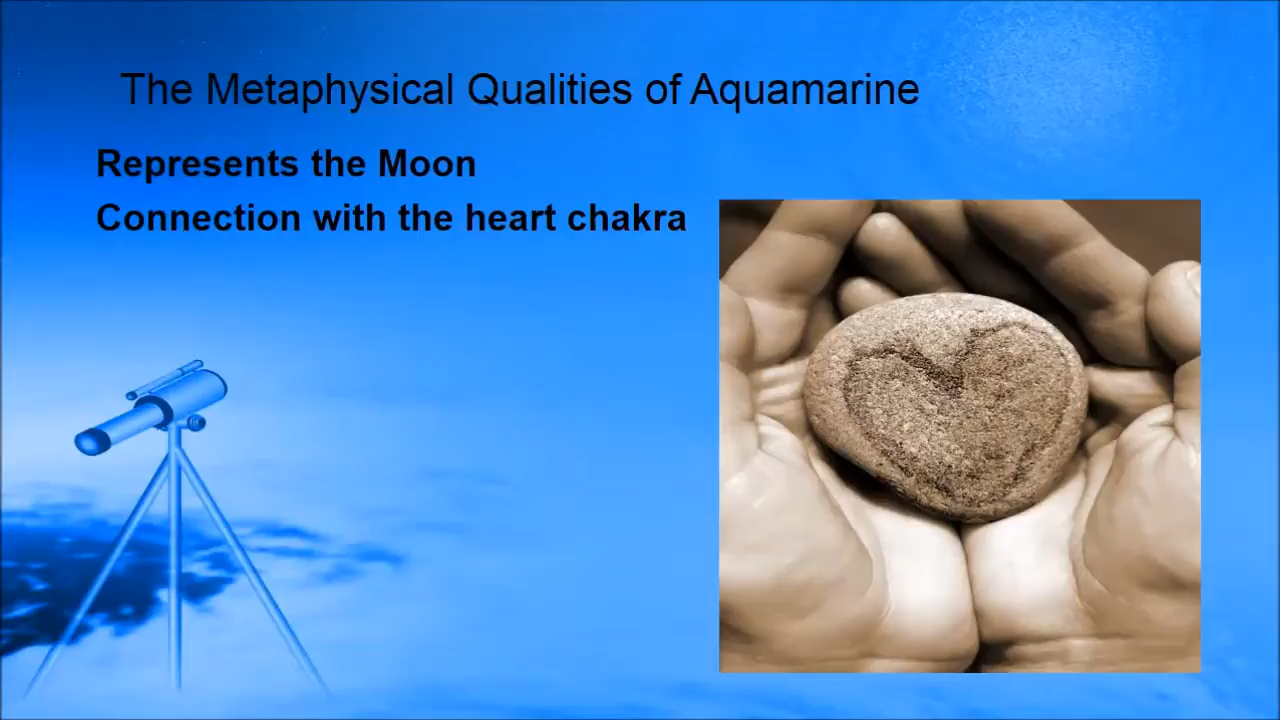 The Metaphysical Qualities of Aquamarine
Represents the Moon
Connection with the heart chakra